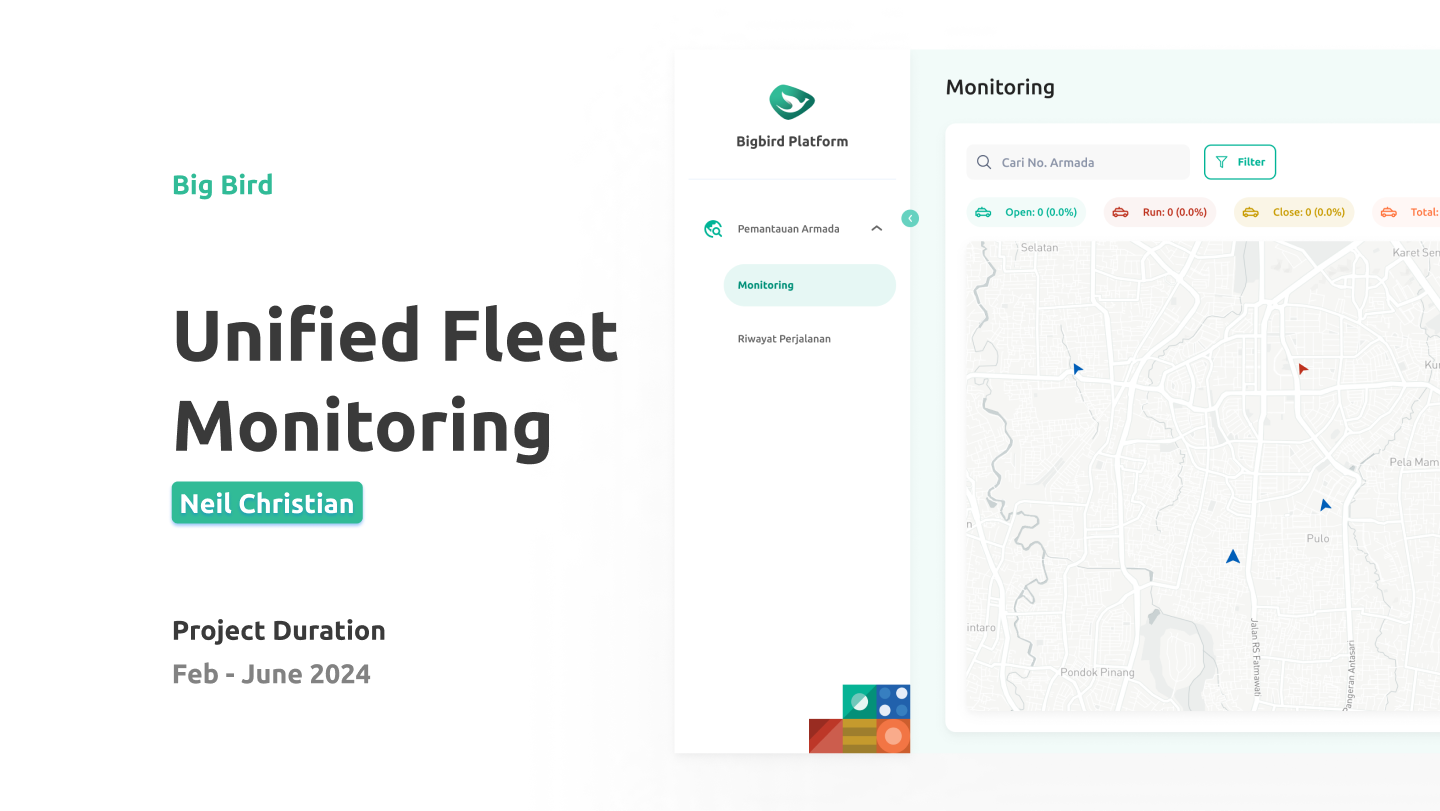 Big Bird
Unified Fleet
Monitoring
Neil Christian
Project Duration
Feb - June 2024
Bigbird Platform
Pemantauan Armada
Monitoring
Riwayat Perjalanan
Monitoring
Cari No. Armada
Filter
Open: 0 (0.0%)
Run: 0 (0.0%)
Close: 0 (0.0%)
Total:
Selatan
Karet Sen
Ku
Pela Mam
Pulo
n
intaro
Pondok Pinang
Jalan RS Fatmawati
Pangeran Antasari